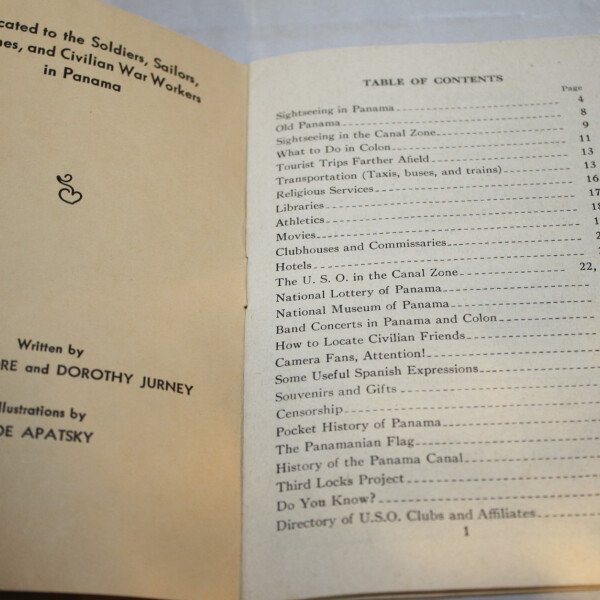 cated to the Soldiers, Sailors,
nes, and Civilian War Workers
in Panama
Written by
RE and DOROTHY JURNEY
llustrations by
DE APATSKY
TABLE OF CONTENTS
Page
Sightseeing in Panama 4
Old Panama 8
Sightseeing in the Canal Zone 9
What to Do in Colon 11
Tourist Trips Farther Afield 13
Transportation (Taxis, buses, and trains) 13
Religious Services 16
Libraries 17
Athletics 18
Movies 1
Clubhouses and Commissaries 2
Hotels
The U. S. O. in the Canal Zone 22,
National Lottery of Panama
National Museum of Panama
Band Concerts in Panama and Colon
How to Locate Civilian Friends
Camera Fans, Attention!
Some Useful Spanish Expressions
Souvenirs and Gifts
Censorship
Pocket History of Panama
The Panamanian Flag
History of the Panama Canal
Third Locks Project
Do You Know?
Directory of U.S.O. Clubs and Affiliates
1